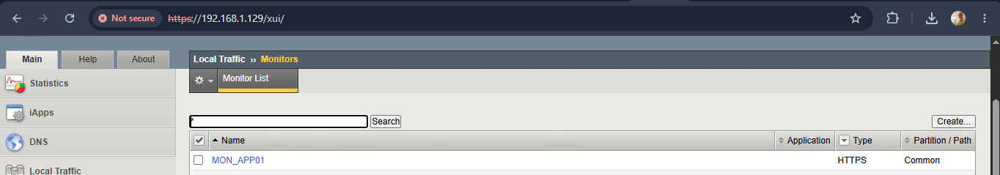 Not secure https://192.168.1.129/xui/
Main Help About
Local Traffic ›› Monitors
Statistics
Monitor List
iApps
* Search Create...
DNS
Name Application Type Partition / Path
MON_APP01 HTTPS Common
Local Traffic